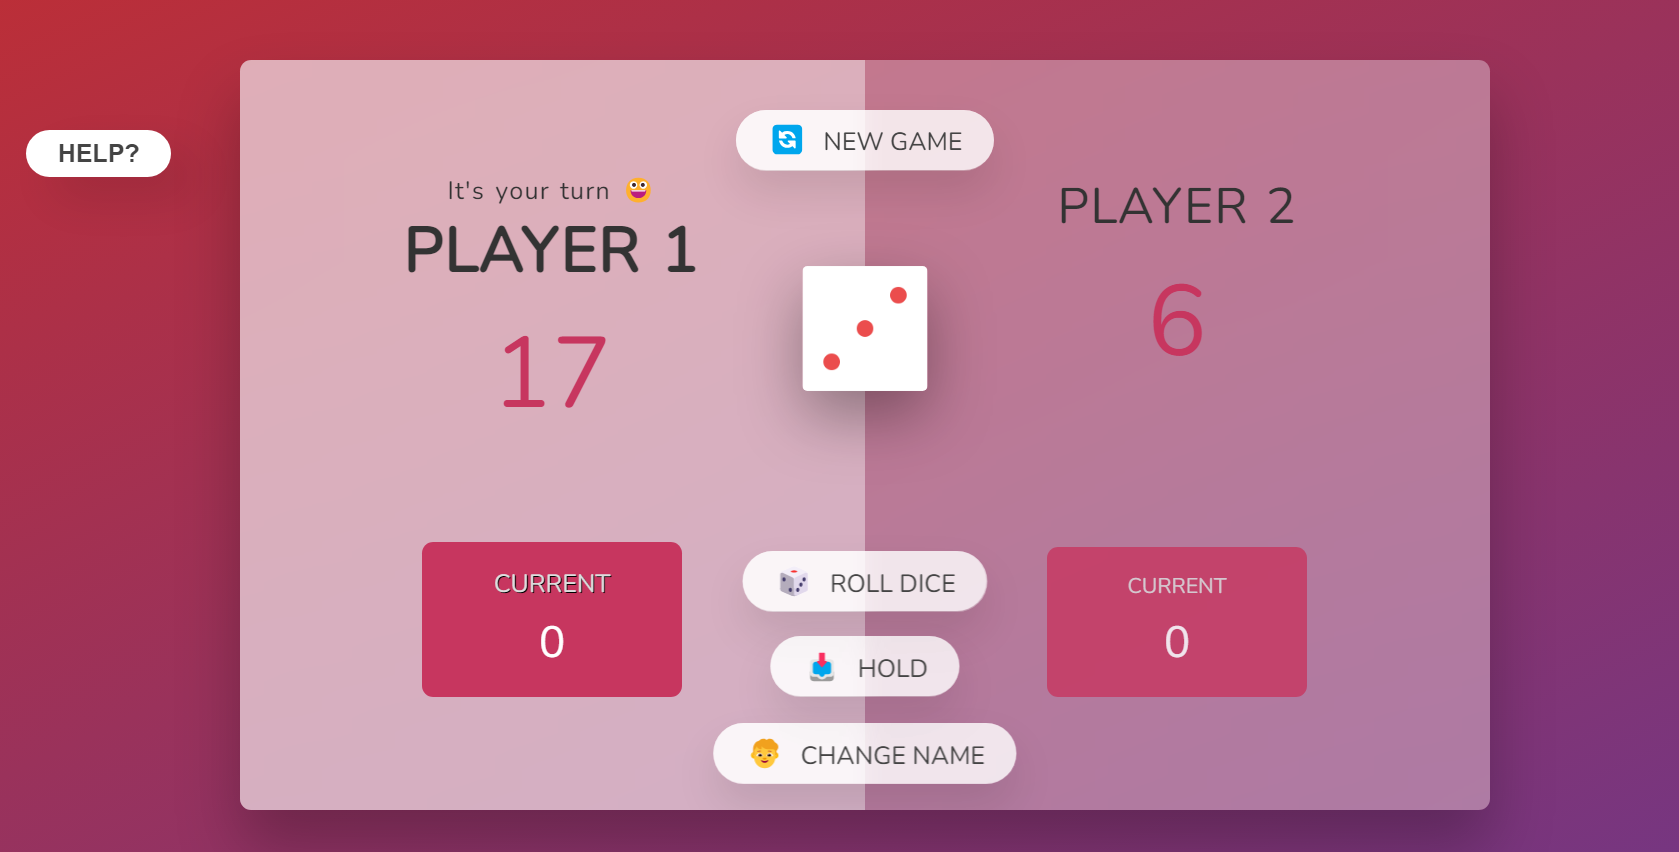 HELP?
NEW GAME
It's your turn
PLAYER 1
17
PLAYER 2
6
CURRENT
0
ROLL DICE
HOLD
CHANGE NAME
CURRENT
0